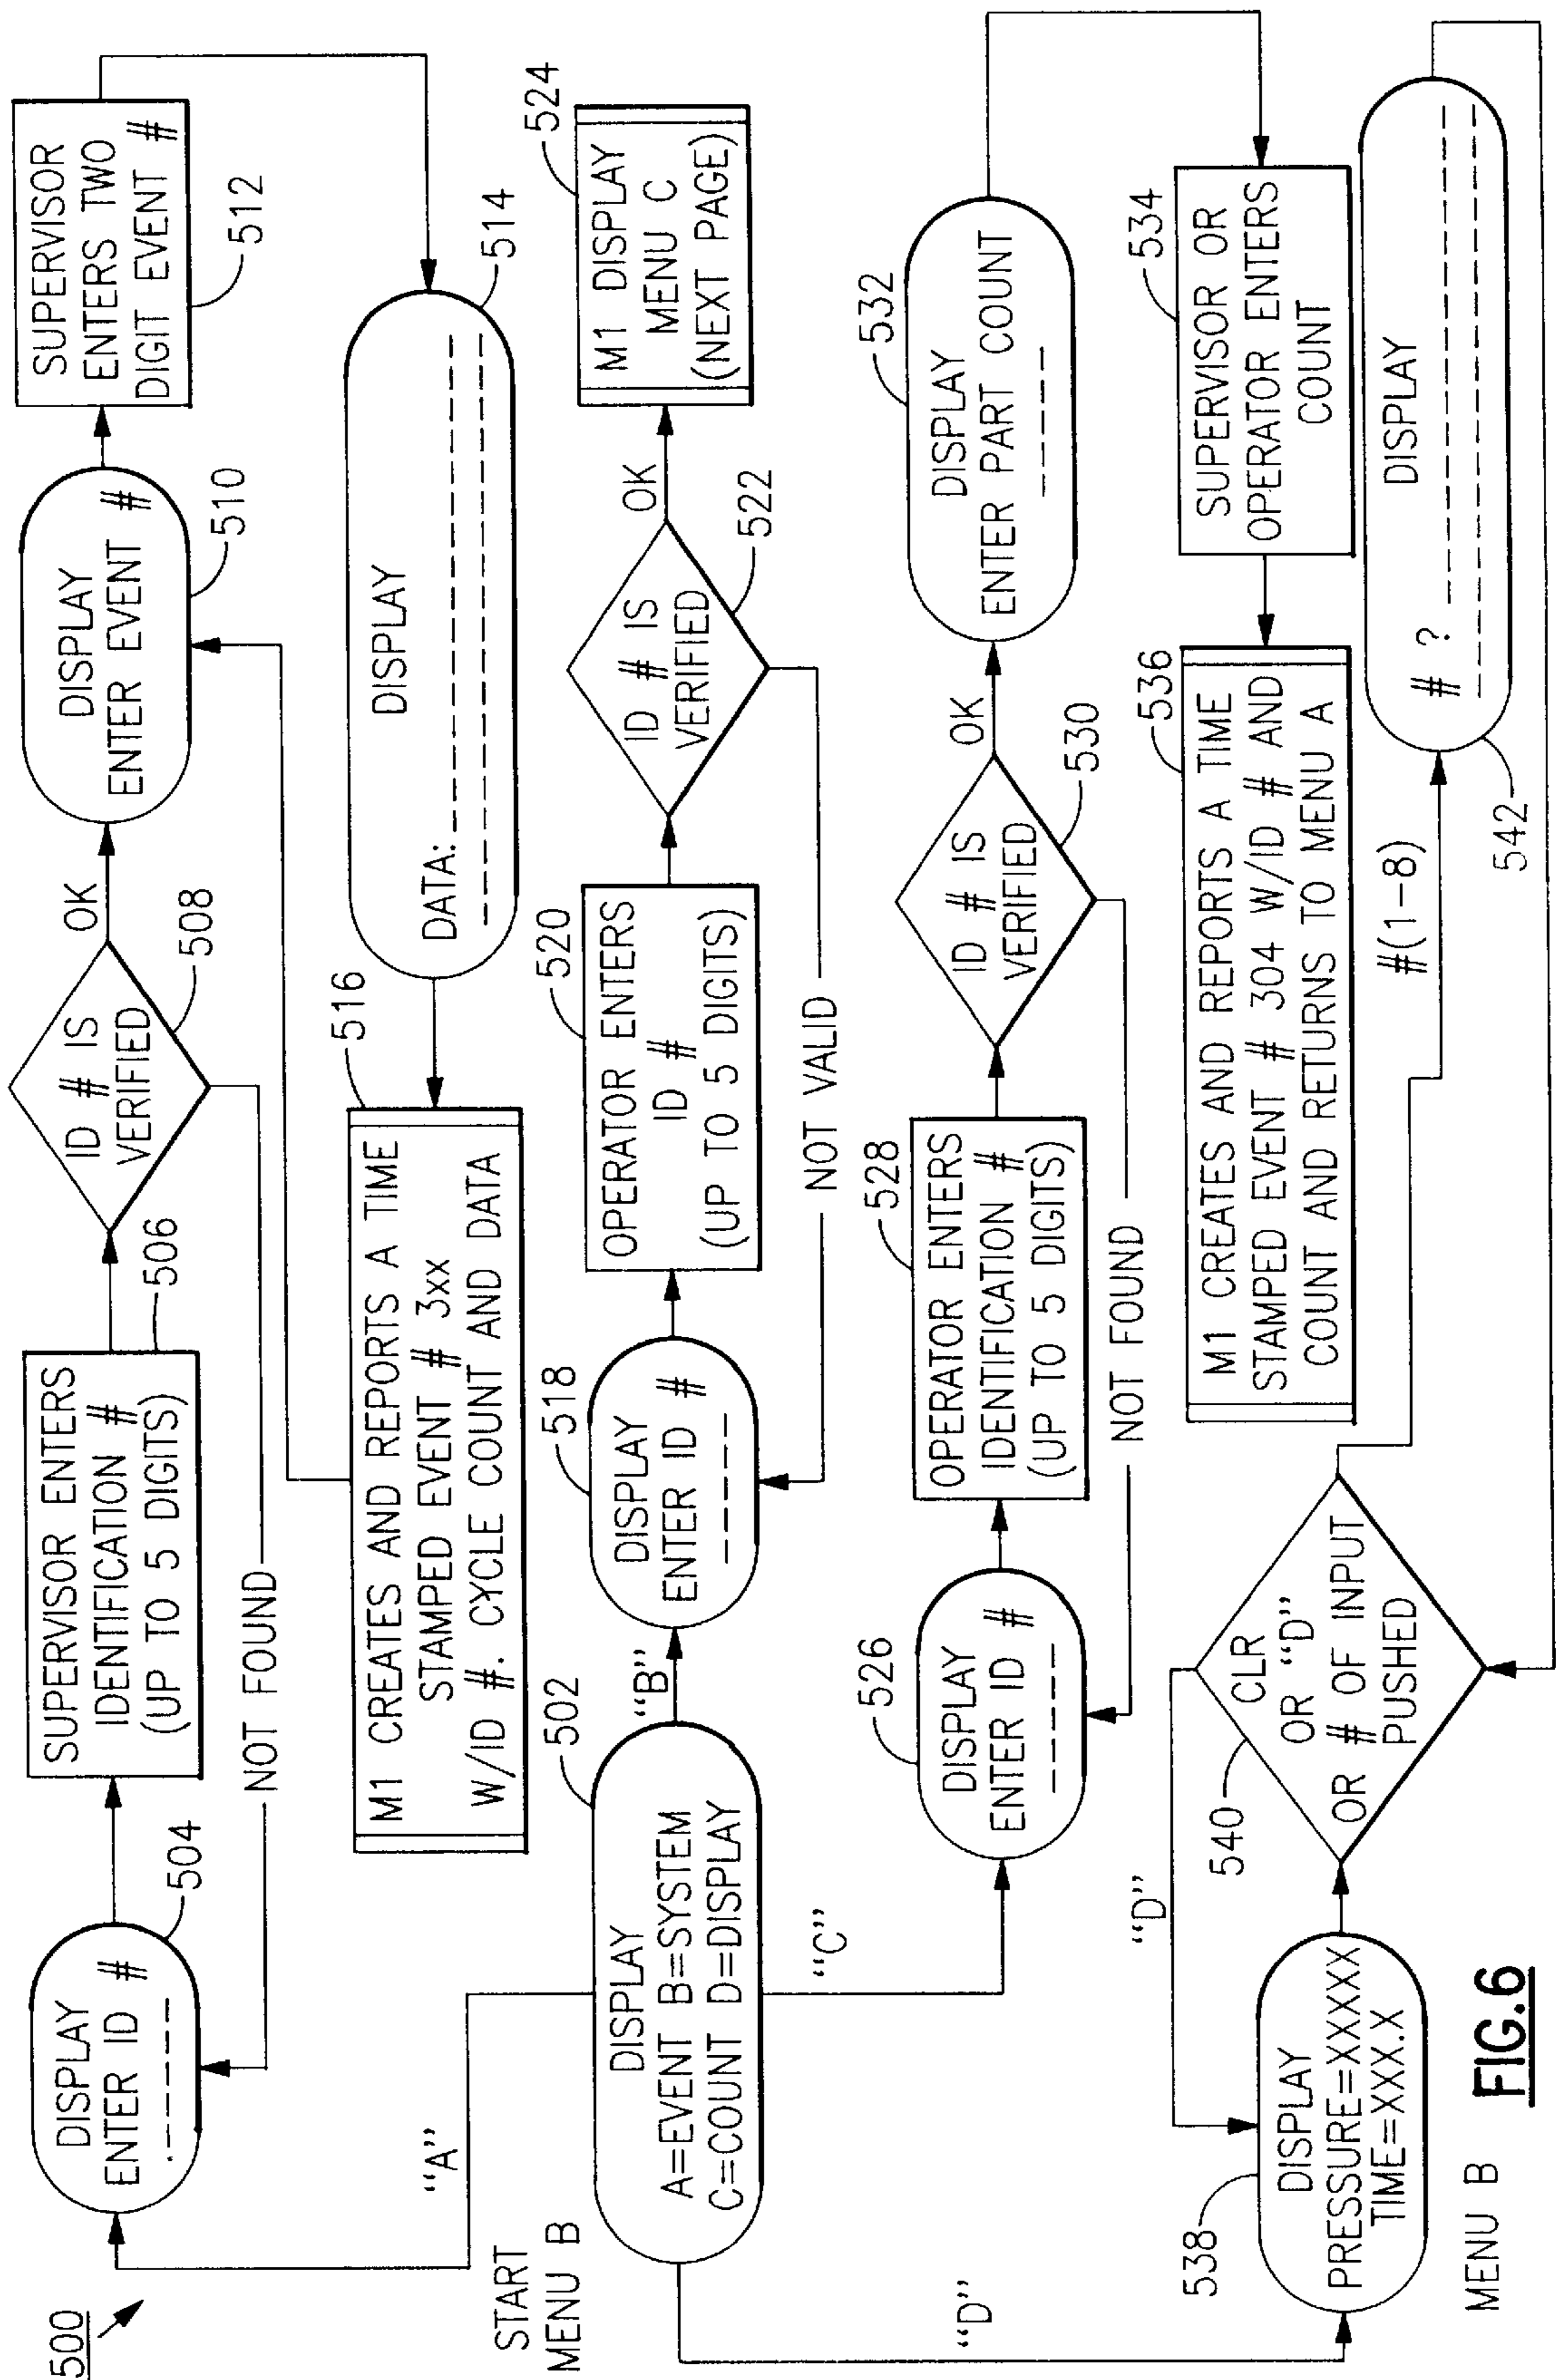 500
DISPLAY
ENTER ID #
504
SUPERVISOR ENTERS
IDENTIFICATION #
(UP TO 5 DIGITS)
506
ID # IS
VERIFIED
508
OK
NOT FOUND
DISPLAY
ENTER EVENT #
510
SUPERVISOR
ENTERS TWO
DIGIT EVENT #
512
DISPLAY
DATA:
514
M1 CREATES AND REPORTS A TIME
STAMPED EVENT # 3xx
W/ID #. CYCLE COUNT AND DATA
516
START
MENU B
"A"
DISPLAY
A=EVENT B=SYSTEM
C=COUNT D=DISPLAY
502
"B"
DISPLAY
ENTER ID #
518
OPERATOR ENTERS
ID #
(UP TO 5 DIGITS)
520
ID # IS
VERIFIED
522
OK
NOT VALID
M1 DISPLAY
MENU C
(NEXT PAGE)
524
"C"
DISPLAY
ENTER ID #
526
OPERATOR ENTERS
IDENTIFICATION #
(UP TO 5 DIGITS)
528
ID # IS
VERIFIED
530
OK
NOT FOUND
DISPLAY
ENTER PART COUNT
532
SUPERVISOR OR
OPERATOR ENTERS
COUNT
534
M1 CREATES AND REPORTS A TIME
STAMPED EVENT # 304 W/ID # AND
COUNT AND RETURNS TO MENU A
536
"D"
DISPLAY
PRESSURE=XXXXX
TIME=XXX.X
538
"D"
CLR
OR "D"
OR # OF INPUT
PUSHED
540
#(1-8)
DISPLAY
# ?
542
MENU B
FIG.6